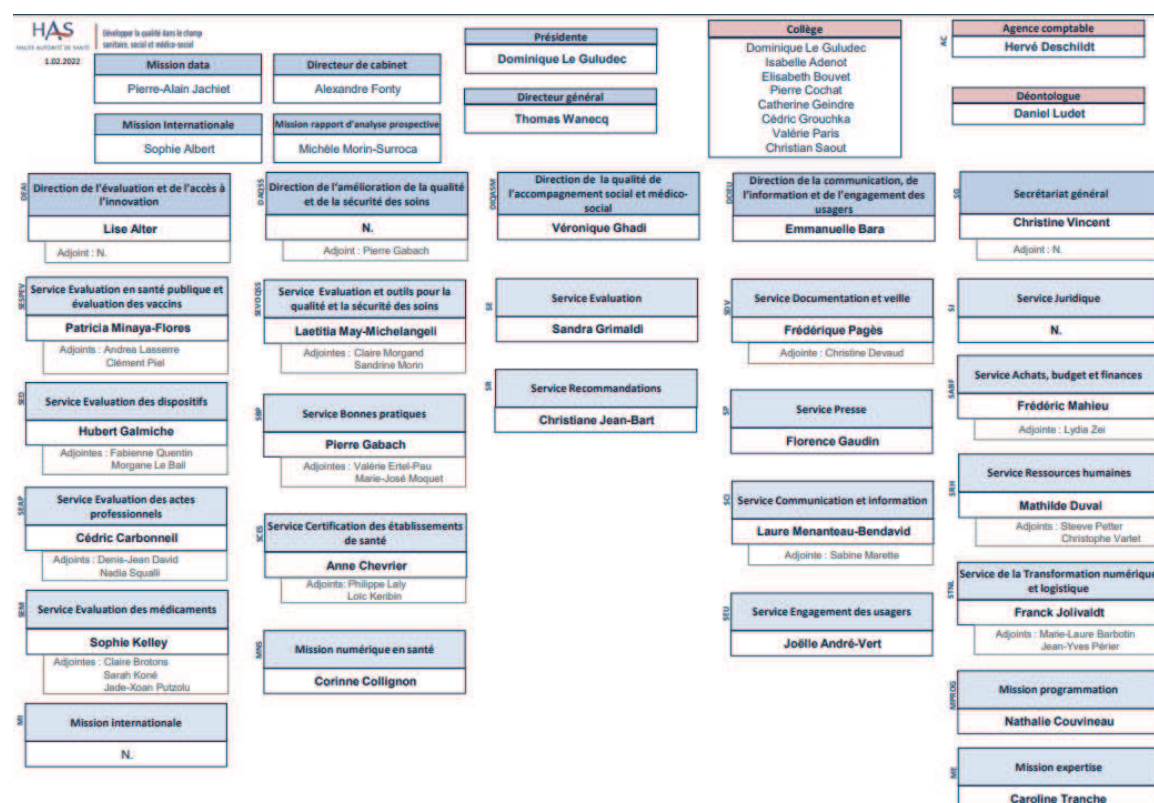 HAS
HAUTE AUTORITÉ DE SANTÉ
Développer la qualité dans le champ
sanitaire, social et médico-social
1.02.2022
Mission data
Pierre-Alain Jachiet
Directeur de cabinet
Alexandre Fonty
Mission Internationale
Sophie Albert
Mission rapport d'analyse prospective
Michèle Morin-Surroca
Présidente
Dominique Le Guludec
Directeur général
Thomas Wanecq
Collège
Dominique Le Guludec
Isabelle Adenot
Elisabeth Bouvet
Pierre Cochat
Catherine Geindre
Cédric Grouchka
Valérie Paris
Christian Saout
AC
Agence comptable
Hervé Deschildt
Déontologue
Daniel Ludet
DEAI
Direction de l'évaluation et de l'accès à
l'innovation
Lise Alter
Adjoint : N.
SESPEV
Service Evaluation en santé publique et
évaluation des vaccins
Patricia Minaya-Flores
Adjoints : Andrea Lasserre
Clément Piel
SED
Service Evaluation des dispositifs
Hubert Galmiche
Adjointes : Fabienne Quentin
Morgane Le Bail
SEAP
Service Evaluation des actes
professionnels
Cédric Carbonneil
Adjoints : Denis-Jean David
Nadia Squalli
SEM
Service Evaluation des médicaments
Sophie Kelley
Adjointes : Claire Brotons
Sarah Koné
Jade-Xoan Putzolu
MI
Mission internationale
N.
DAQSS
Direction de l'amélioration de la qualité
et de la sécurité des soins
N.
Adjoint : Pierre Gabach
SEVOQSS
Service Evaluation et outils pour la
qualité et la sécurité des soins
Laetitia May-Michelangeli
Adjointes : Claire Morgand
Sandrine Morin
SBP
Service Bonnes pratiques
Pierre Gabach
Adjointes : Valérie Ertel-Pau
Marie-José Moquet
SCES
Service Certification des établissements
de santé
Anne Chevrier
Adjoints: Philippe Laly
Loïc Keribin
MNS
Mission numérique en santé
Corinne Collignon
DIQASM
Direction de la qualité de
l'accompagnement social et médico-
social
Véronique Ghadi
SE
Service Evaluation
Sandra Grimaldi
SR
Service Recommandations
Christiane Jean-Bart
DCIEU
Direction de la communication, de
l'information et de l'engagement des
usagers
Emmanuelle Bara
SDV
Service Documentation et veille
Frédérique Pagès
Adjointe : Christine Devaud
SP
Service Presse
Florence Gaudin
SCI
Service Communication et information
Laure Menanteau-Bendavid
Adjointe : Sabine Marette
SEU
Service Engagement des usagers
Joëlle André-Vert
SG
Secrétariat général
Christine Vincent
Adjoint : N.
SJ
Service Juridique
N.
SABF
Service Achats, budget et finances
Frédéric Mahieu
Adjointe : Lydia Zei
SRH
Service Ressources humaines
Mathilde Duval
Adjoints : Steeve Petter
Christophe Varlet
STNL
Service de la Transformation numérique
et logistique
Franck Jolivaldt
Adjoints : Marie-Laure Barbotin
Jean-Yves Périer
MPROG
Mission programmation
Nathalie Couvineau
ME
Mission expertise
Caroline Tranche